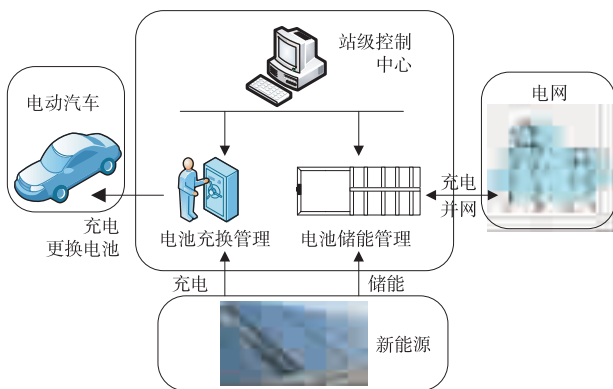 站级控制
中心
电动汽车
电网
充电
更换电池
电池充换管理
电池储能管理
充电
并网
充电
储能
新能源